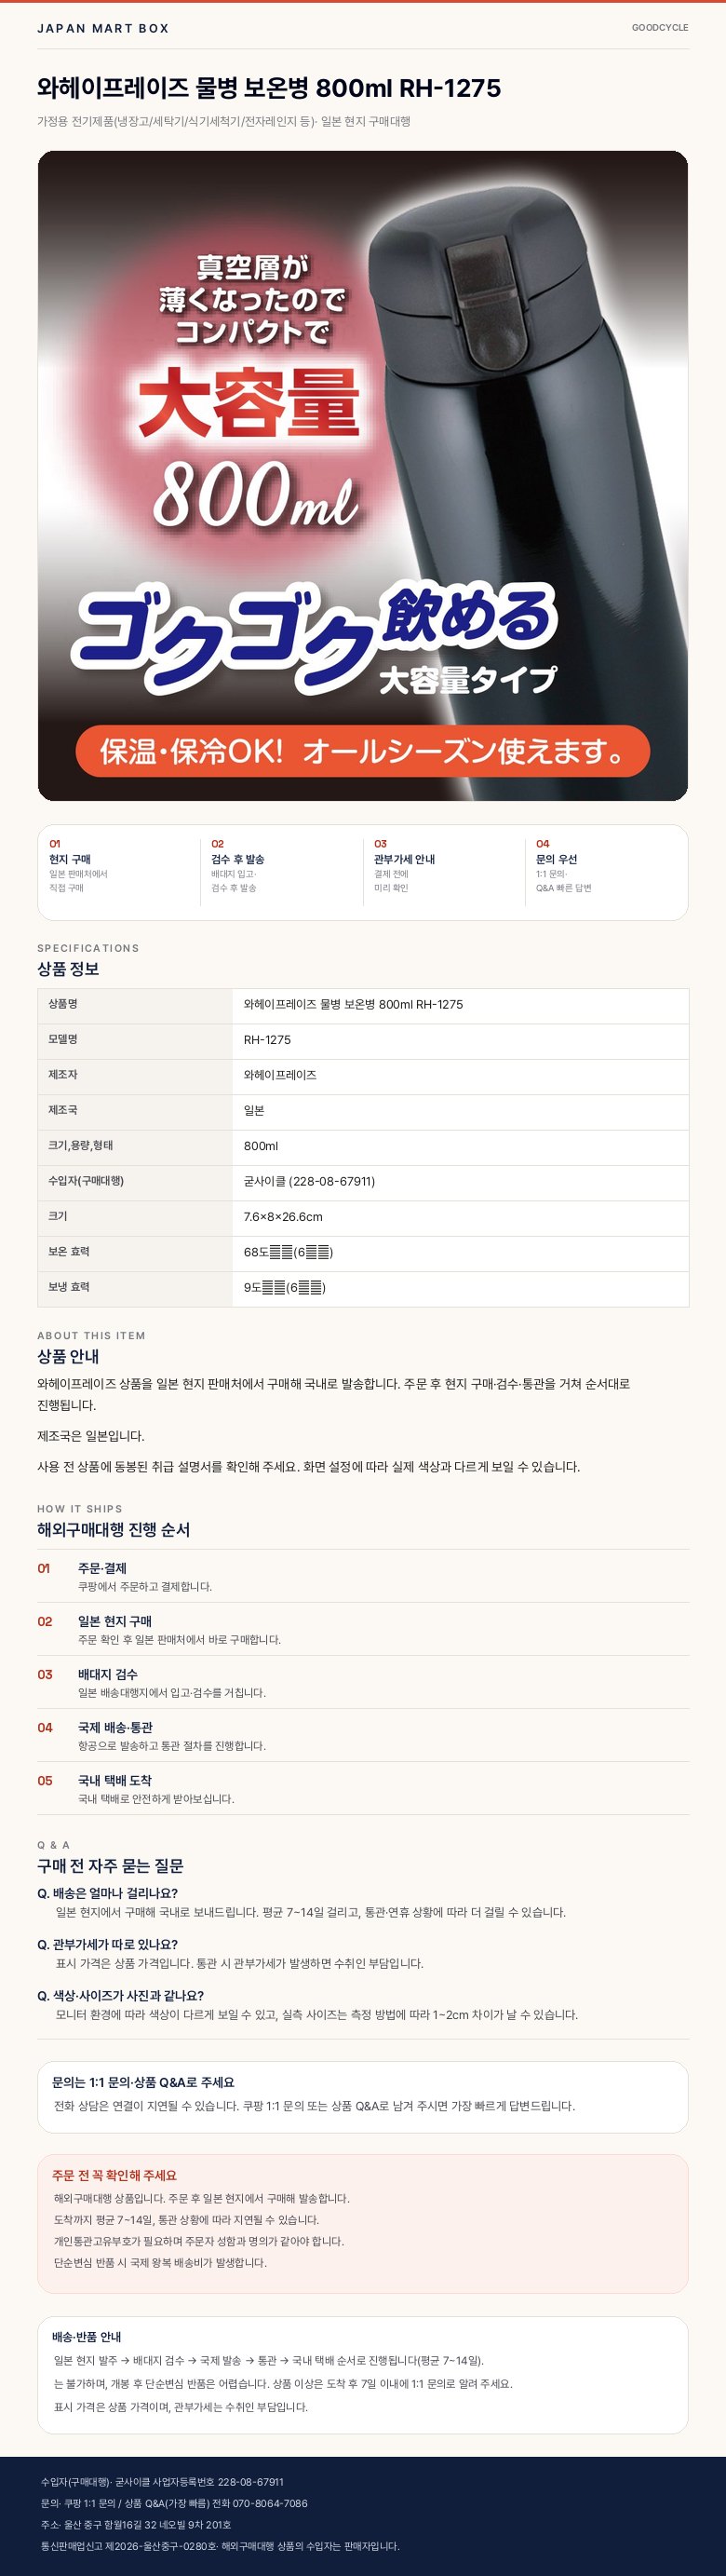 JAPAN MART BOX
GOODCYCLE
와헤이프레이즈 물병 보온병 800ml RH-1275
가정용 전기제품(냉장고/세탁기/식기세척기/전자레인지 등)· 일본 현지 구매대행
真空層が
薄くなったので
コンパクトで
大容量
800ml
ゴクゴク飲める
大容量タイプ
保温・保冷OK! オールシーズン使えます。
01
현지 구매
일본 판매처에서
직접 구매
02
검수 후 발송
배대지 입고·
검수 후 발송
03
관부가세 안내
결제 전에
미리 확인
04
문의 우선
1:1 문의·
Q&A 빠른 답변
SPECIFICATIONS
상품 정보
상품명 와헤이프레이즈 물병 보온병 800ml RH-1275
모델명 RH-1275
제조자 와헤이프레이즈
제조국 일본
크기,용량,형태 800ml
수입자(구매대행) 굳사이클 (228-08-67911)
크기 7.6×8×26.6cm
보온 효력 68도(6)
보냉 효력 9도(6)
ABOUT THIS ITEM
상품 안내
와헤이프레이즈 상품을 일본 현지 판매처에서 구매해 국내로 발송합니다. 주문 후 현지 구매·검수·통관을 거쳐 순서대로
진행됩니다.
제조국은 일본입니다.
사용 전 상품에 동봉된 취급 설명서를 확인해 주세요. 화면 설정에 따라 실제 색상과 다르게 보일 수 있습니다.
HOW IT SHIPS
해외구매대행 진행 순서
01 주문·결제
쿠팡에서 주문하고 결제합니다.
02 일본 현지 구매
주문 확인 후 일본 판매처에서 바로 구매합니다.
03 배대지 검수
일본 배송대행지에서 입고·검수를 거칩니다.
04 국제 배송·통관
항공으로 발송하고 통관 절차를 진행합니다.
05 국내 택배 도착
국내 택배로 안전하게 받아보십니다.
Q & A
구매 전 자주 묻는 질문
Q. 배송은 얼마나 걸리나요?
일본 현지에서 구매해 국내로 보내드립니다. 평균 7~14일 걸리고, 통관·연휴 상황에 따라 더 걸릴 수 있습니다.
Q. 관부가세가 따로 있나요?
표시 가격은 상품 가격입니다. 통관 시 관부가세가 발생하면 수취인 부담입니다.
Q. 색상·사이즈가 사진과 같나요?
모니터 환경에 따라 색상이 다르게 보일 수 있고, 실측 사이즈는 측정 방법에 따라 1~2cm 차이가 날 수 있습니다.
문의는 1:1 문의·상품 Q&A로 주세요
전화 상담은 연결이 지연될 수 있습니다. 쿠팡 1:1 문의 또는 상품 Q&A로 남겨 주시면 가장 빠르게 답변드립니다.
주문 전 꼭 확인해 주세요
해외구매대행 상품입니다. 주문 후 일본 현지에서 구매해 발송합니다.
도착까지 평균 7~14일, 통관 상황에 따라 지연될 수 있습니다.
개인통관고유부호가 필요하며 주문자 성함과 명의가 같아야 합니다.
단순변심 반품 시 국제 왕복 배송비가 발생합니다.
배송·반품 안내
일본 현지 발주 → 배대지 검수 → 국제 발송 → 통관 → 국내 택배 순서로 진행됩니다(평균 7~14일).
는 불가하며, 개봉 후 단순변심 반품은 어렵습니다. 상품 이상은 도착 후 7일 이내에 1:1 문의로 알려 주세요.
표시 가격은 상품 가격이며, 관부가세는 수취인 부담입니다.
수입자(구매대행)· 굳사이클 사업자등록번호 228-08-67911
문의· 쿠팡 1:1 문의 / 상품 Q&A(가장 빠름) 전화 070-8064-7086
주소· 울산 중구 함월16길 32 네오빌 9차 201호
통신판매업신고 제2026-울산중구-0280호· 해외구매대행 상품의 수입자는 판매자입니다.